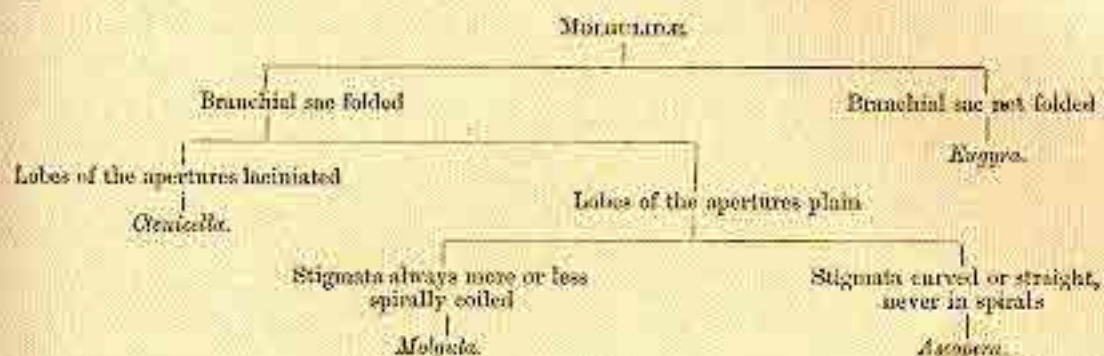 MOLGULIDÆ.
Branchial sac folded
Branchial sac not folded
Eugyra.
Lobes of the apertures laciniated
Ctenicella.
Lobes of the apertures plain
Stigmata always more or less
spirally coiled
Molgula.
Stigmata curved or straight,
never in spirals
Ascopera.